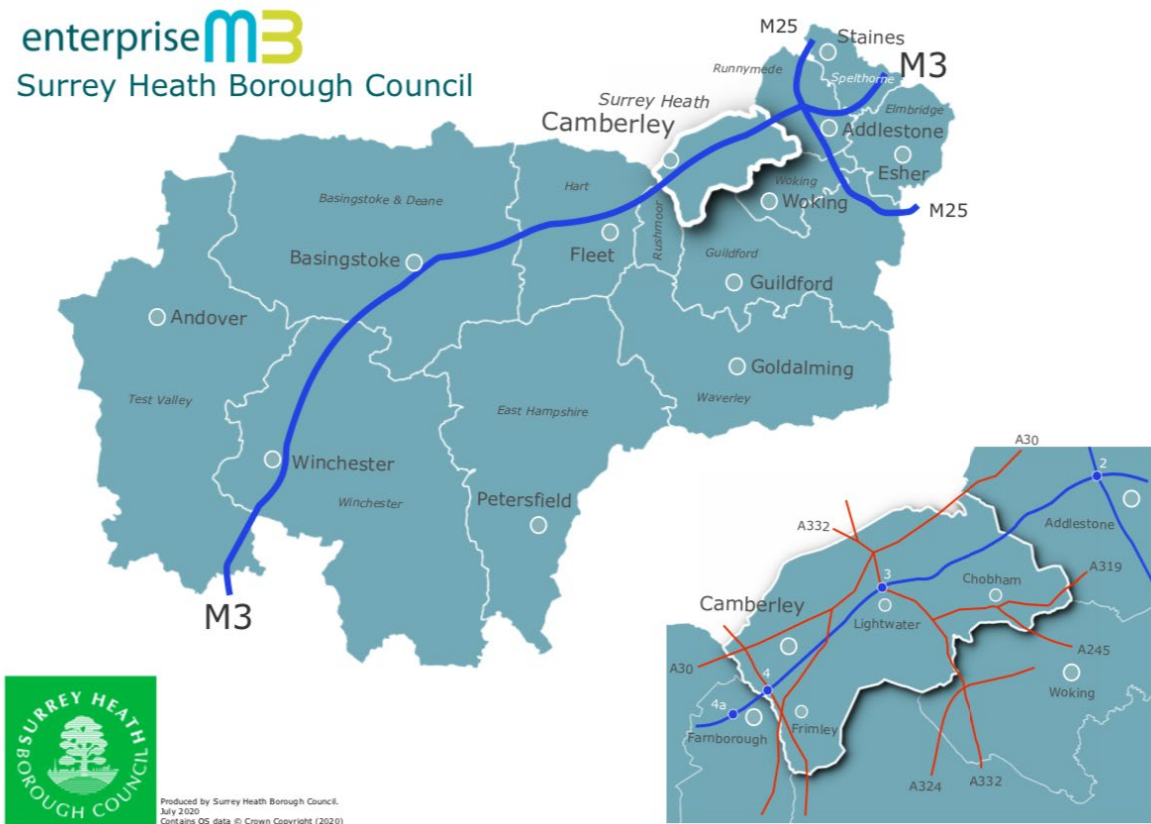 enterprise M3
Surrey Heath Borough Council
M25
Staines
Runnymede
Spelthorne
M3
Surrey Heath
Elmbridge
Camberley
Addlestone
Esher
Basingstoke & Deane
Hart
Woking
Woking
M25
Rushmoor
Basingstoke
Fleet
Guildford
Guildford
Andover
Goldalming
Test Valley
East Hampshire
Waverley
Winchester
Winchester
Petersfield
M3
A30
2
A332
Addlestone
3
Chobham
A319
Camberley
Lightwater
A30
A245
4
Woking
4a
Farnborough
Frimley
A324
A332
SURREY HEATH
BOROUGH COUNCIL
Produced by Surrey Heath Borough Council.
July 2020
Contains OS data © Crown Copyright (2020)